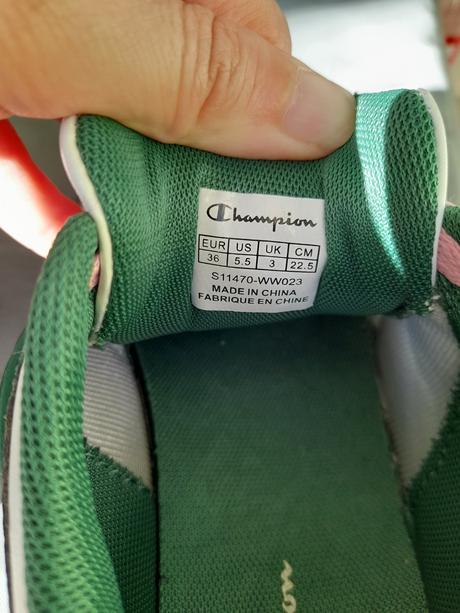 Champion
EUR US UK CM
36 5.5 3 22.5
S11470-WW023
MADE IN CHINA
FABRIQUE EN CHINE